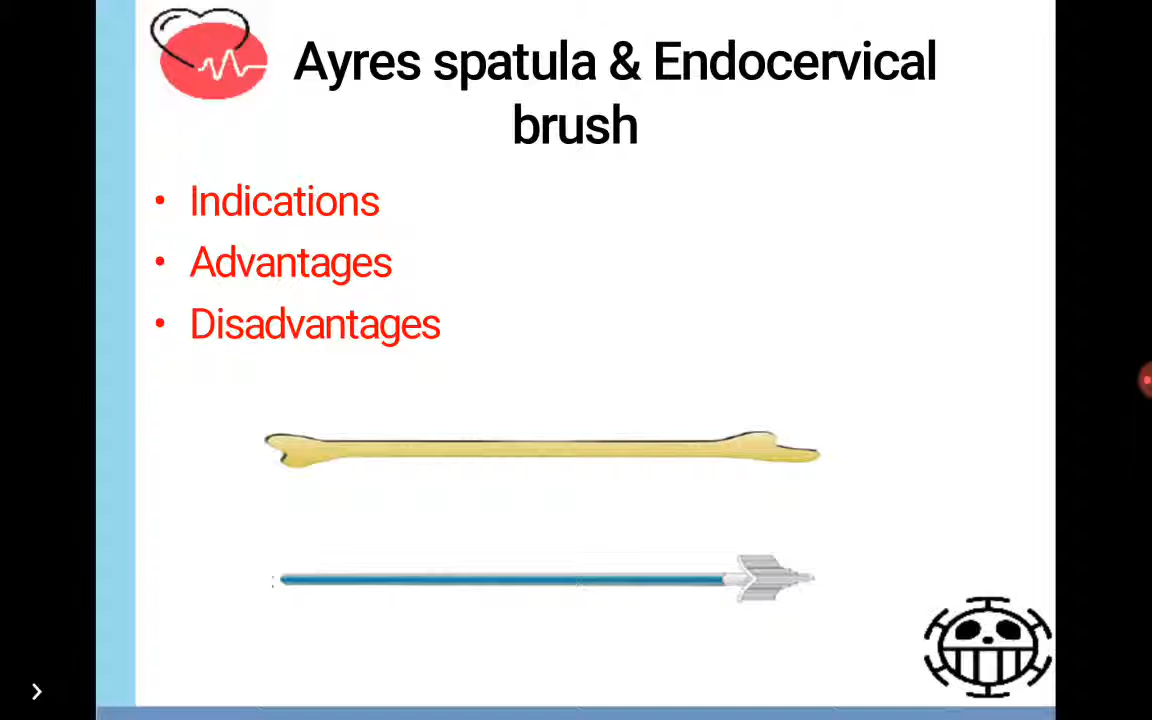 Ayres spatula & Endocervical
brush
• Indications
• Advantages
• Disadvantages